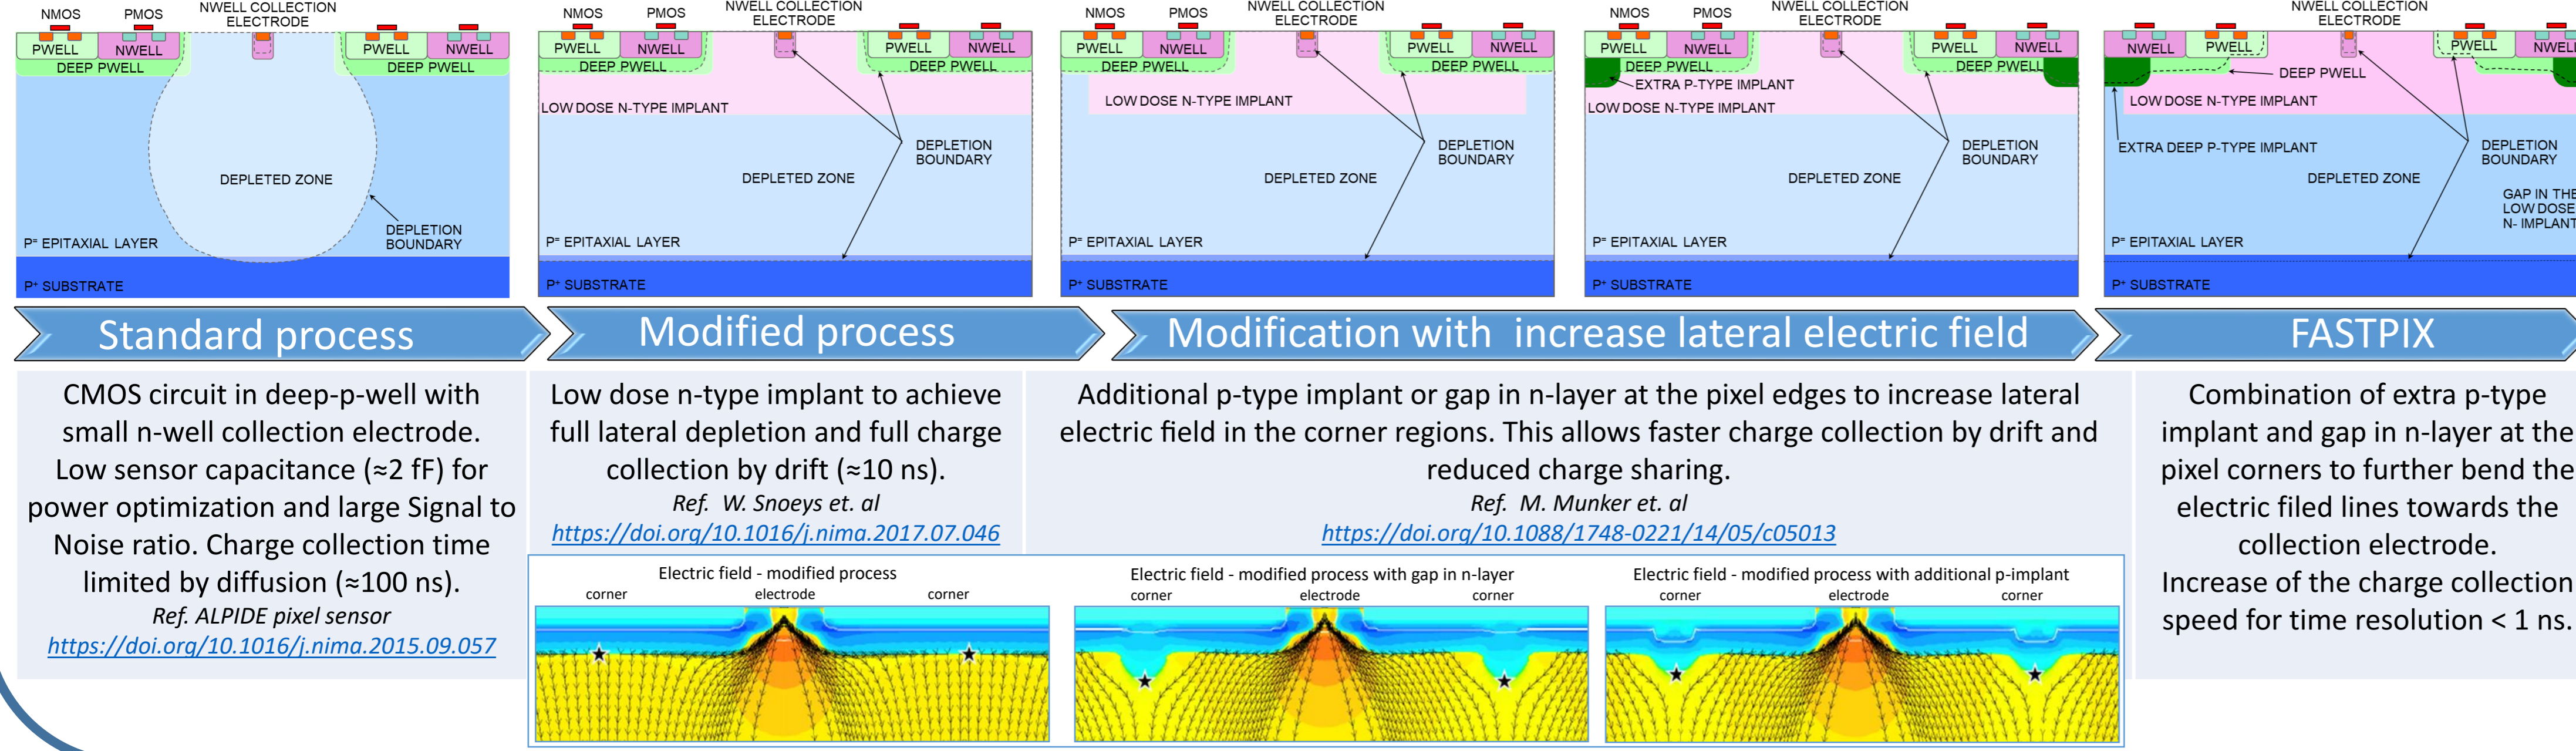 NMOS PMOS NWELL COLLECTION
ELECTRODE
PWELL NWELL PWELL NWELL
DEEP PWELL DEEP PWELL
DEPLETED ZONE
DEPLETION
BOUNDARY
P= EPITAXIAL LAYER
P+ SUBSTRATE
NMOS PMOS NWELL COLLECTION
ELECTRODE
PWELL NWELL PWELL NWELL
DEEP PWELL DEEP PWELL
LOW DOSE N-TYPE IMPLANT
DEPLETION
BOUNDARY
DEPLETED ZONE
P= EPITAXIAL LAYER
P+ SUBSTRATE
NMOS PMOS NWELL COLLECTION
ELECTRODE
PWELL NWELL PWELL NWELL
DEEP PWELL DEEP PWELL
LOW DOSE N-TYPE IMPLANT
DEPLETION
BOUNDARY
DEPLETED ZONE
P= EPITAXIAL LAYER
P+ SUBSTRATE
NMOS PMOS NWELL COLLECTION
ELECTRODE
PWELL NWELL PWELL NWELL
DEEP PWELL DEEP PWELL
EXTRA P-TYPE IMPLANT
LOW DOSE N-TYPE IMPLANT
DEPLETION
BOUNDARY
DEPLETED ZONE
P= EPITAXIAL LAYER
P+ SUBSTRATE
NWELL COLLECTION
ELECTRODE
NWELL PWELL PWELL NWELL
DEEP PWELL
LOW DOSE N-TYPE IMPLANT
EXTRA DEEP P-TYPE IMPLANT
DEPLETION
BOUNDARY
DEPLETED ZONE
GAP IN THE
LOW DOSE
N- IMPLANT
P= EPITAXIAL LAYER
P+ SUBSTRATE
Standard process
Modified process
Modification with increase lateral electric field
FASTPIX
CMOS circuit in deep-p-well with
small n-well collection electrode.
Low sensor capacitance (≈2 fF) for
power optimization and large Signal to
Noise ratio. Charge collection time
limited by diffusion (≈100 ns).
Ref. ALPIDE pixel sensor
https://doi.org/10.1016/j.nima.2015.09.057
Low dose n-type implant to achieve
full lateral depletion and full charge
collection by drift (≈10 ns).
Ref. W. Snoeys et. al
https://doi.org/10.1016/j.nima.2017.07.046
Additional p-type implant or gap in n-layer at the pixel edges to increase lateral
electric field in the corner regions. This allows faster charge collection by drift and
reduced charge sharing.
Ref. M. Munker et. al
https://doi.org/10.1088/1748-0221/14/05/c05013
Combination of extra p-type
implant and gap in n-layer at the
pixel corners to further bend the
electric filed lines towards the
collection electrode.
Increase of the charge collection
speed for time resolution < 1 ns.
Electric field - modified process
corner electrode corner
Electric field - modified process with gap in n-layer
corner electrode corner
Electric field - modified process with additional p-implant
corner electrode corner